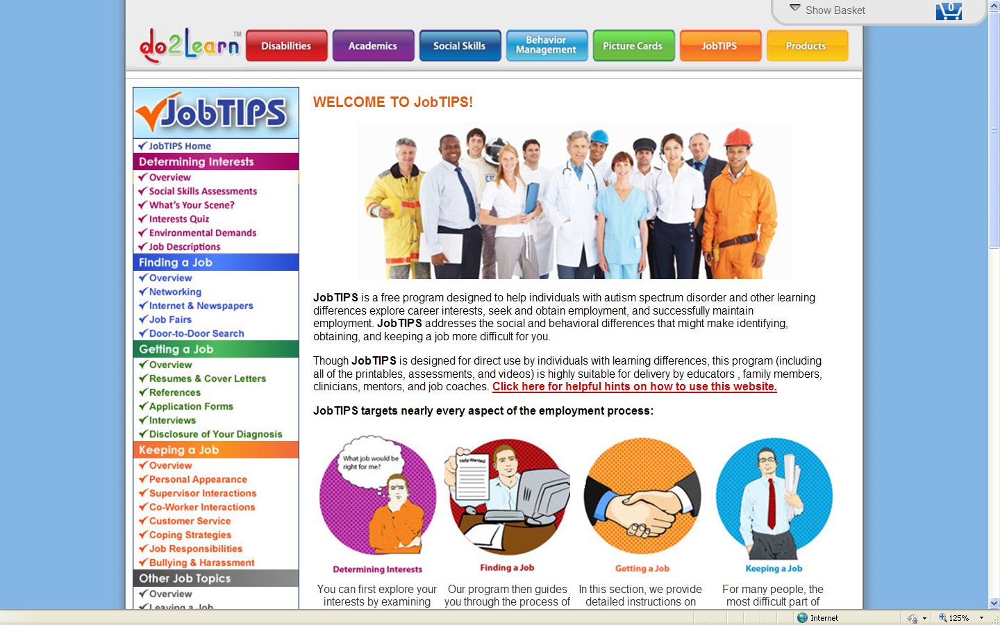 Show Basket
0
do2Learn TM
Disabilities
Academics
Social Skills
Behavior
Management
Picture Cards
JobTIPS
Products
JobTIPS
JobTIPS Home
Determining Interests
Overview
Social Skills Assessments
What's Your Scene?
Interests Quiz
Environmental Demands
Job Descriptions
Finding a Job
Overview
Networking
Internet & Newspapers
Job Fairs
Door-to-Door Search
Getting a Job
Overview
Resumes & Cover Letters
References
Application Forms
Interviews
Disclosure of Your Diagnosis
Keeping a Job
Overview
Personal Appearance
Supervisor Interactions
Co-Worker Interactions
Customer Service
Coping Strategies
Job Responsibilities
Bullying & Harassment
Other Job Topics
Overview
Leaving a Job
WELCOME TO JobTIPS!
JobTIPS is a free program designed to help individuals with autism spectrum disorder and other learning
differences explore career interests, seek and obtain employment, and successfully maintain
employment. JobTIPS addresses the social and behavioral differences that might make identifying,
obtaining, and keeping a job more difficult for you.
Though JobTIPS is designed for direct use by individuals with learning differences, this program (including
all of the printables, assessments, and videos) is highly suitable for delivery by educators , family members,
clinicians, mentors, and job coaches. Click here for helpful hints on how to use this website.
JobTIPS targets nearly every aspect of the employment process:
What job would be
right for me?
Determining Interests
You can first explore your
interests by examining
Help Wanted
Finding a Job
Our program then guides
you through the process of
Getting a Job
In this section, we provide
detailed instructions on
Keeping a Job
For many people, the
most difficult part of
Internet
125%